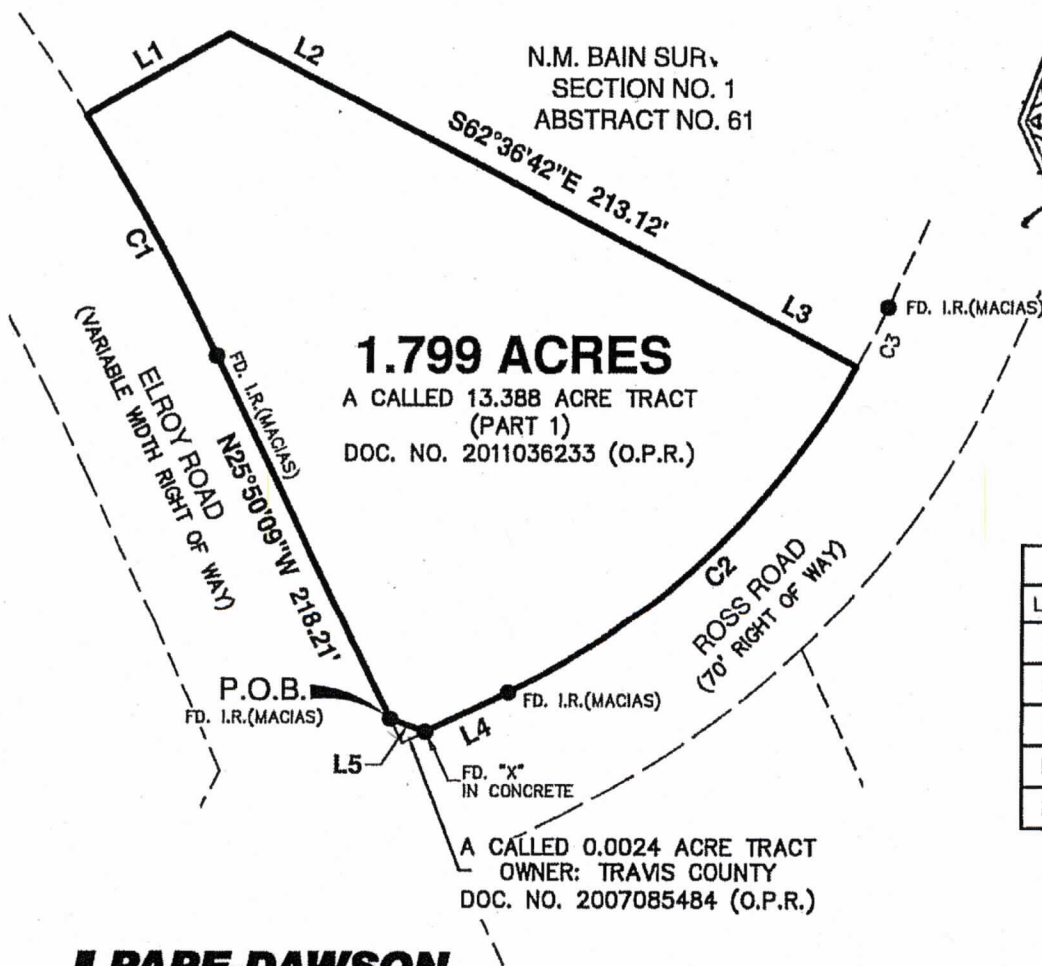 L1
L2
N.M. BAIN SUR
SECTION NO. 1
ABSTRACT NO. 61
S62°36'42"E 213.12'
C1
L3
FD. I.R.(MACIAS)
C3
1.799 ACRES
A CALLED 13.388 ACRE TRACT
(PART 1)
DOC. NO. 2011036233 (O.P.R.)
FD. I.R.(MACIAS)
ELROY ROAD
(VARIABLE WIDTH RIGHT OF WAY)
N25°50'09"W 218.21'
C2
ROSS ROAD
(70' RIGHT OF WAY)
L
P.O.B.
FD. I.R.(MACIAS)
FD. I.R.(MACIAS)
L4
L5
FD. "X"
IN CONCRETE
A CALLED 0.0024 ACRE TRACT
OWNER: TRAVIS COUNTY
DOC. NO. 2007085484 (O.P.R.)
PAPE-DAWSON